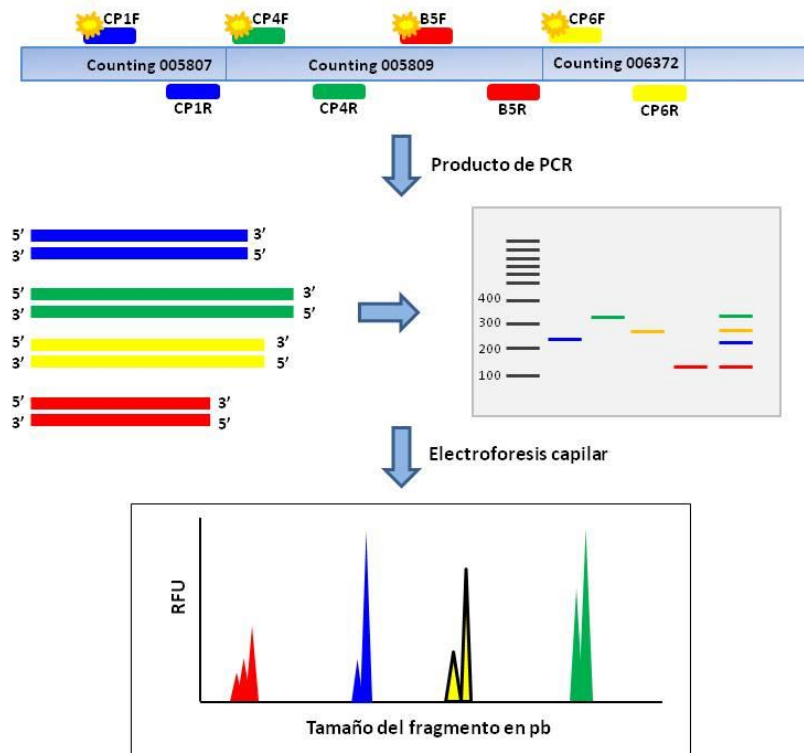 CP1F CP4F B5F CP6F
Counting 005807 Counting 005809 Counting 006372
CP1R CP4R B5R CP6R
Producto de PCR
5’ 3’
3’ 5’
5’ 3’
3’ 5’
5’ 3’
3’ 5’
5’ 3’
3’ 5’
400
300
200
100
Electroforesis capilar
RFU
Tamaño del fragmento en pb